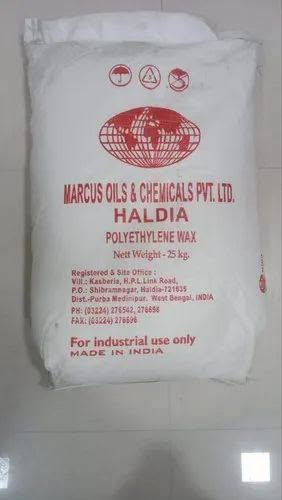 MARCUS OILS & CHEMICALS PVT. LTD.
HALDIA
POLYETHYLENE WAX
Nett Weight - 25 kg.
Registered & Site Office :
Vill.: Kasberia, H.P.L. Link Road,
P.O.: Shibramnagar, Haldia-721635
Dist.-Purba Medinipur. West Bengal, INDIA
PH: (03224) 276542, 276698
FAX: (03224) 276696
For industrial use only
MADE IN INDIA